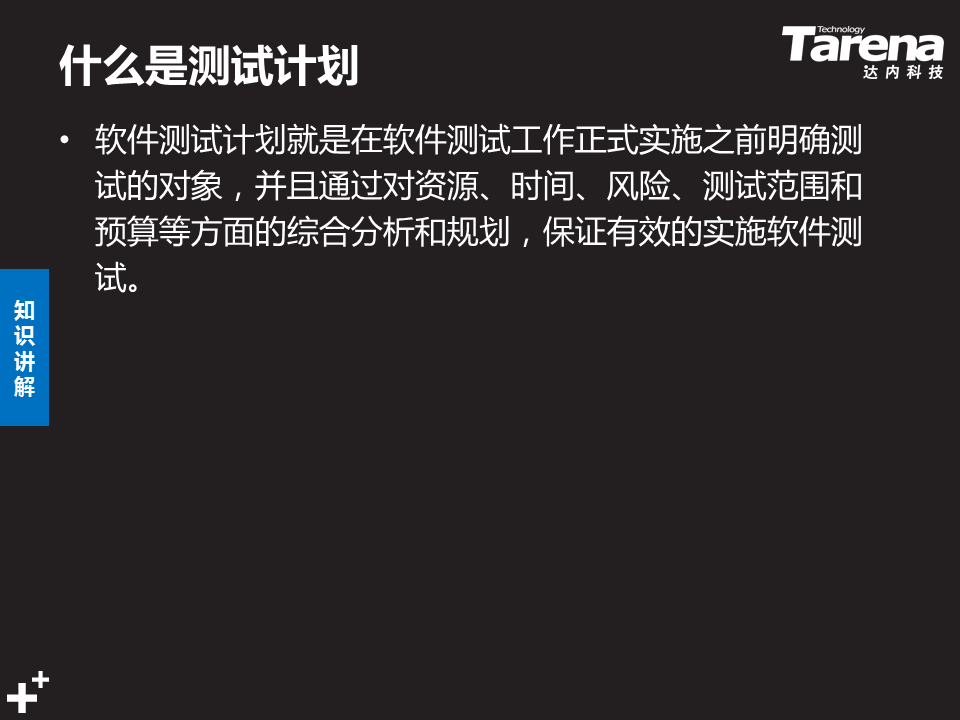 什么是测试计划
Technology
Tarena
达内科技
• 软件测试计划就是在软件测试工作正式实施之前明确测
试的对象，并且通过对资源、时间、风险、测试范围和
预算等方面的综合分析和规划，保证有效的实施软件测
试。
知
识
讲
解